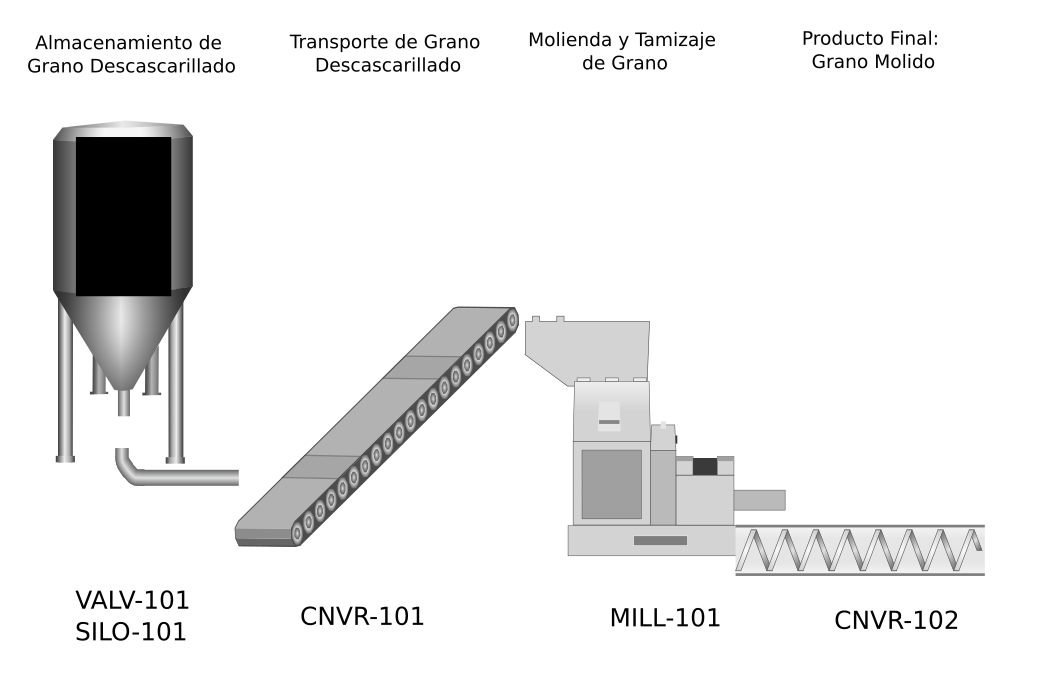 Almacenamiento de
Grano Descascarillado
Transporte de Grano
Descascarillado
Molienda y Tamizaje
de Grano
Producto Final:
Grano Molido
VALV-101
SILO-101
CNVR-101
MILL-101
CNVR-102